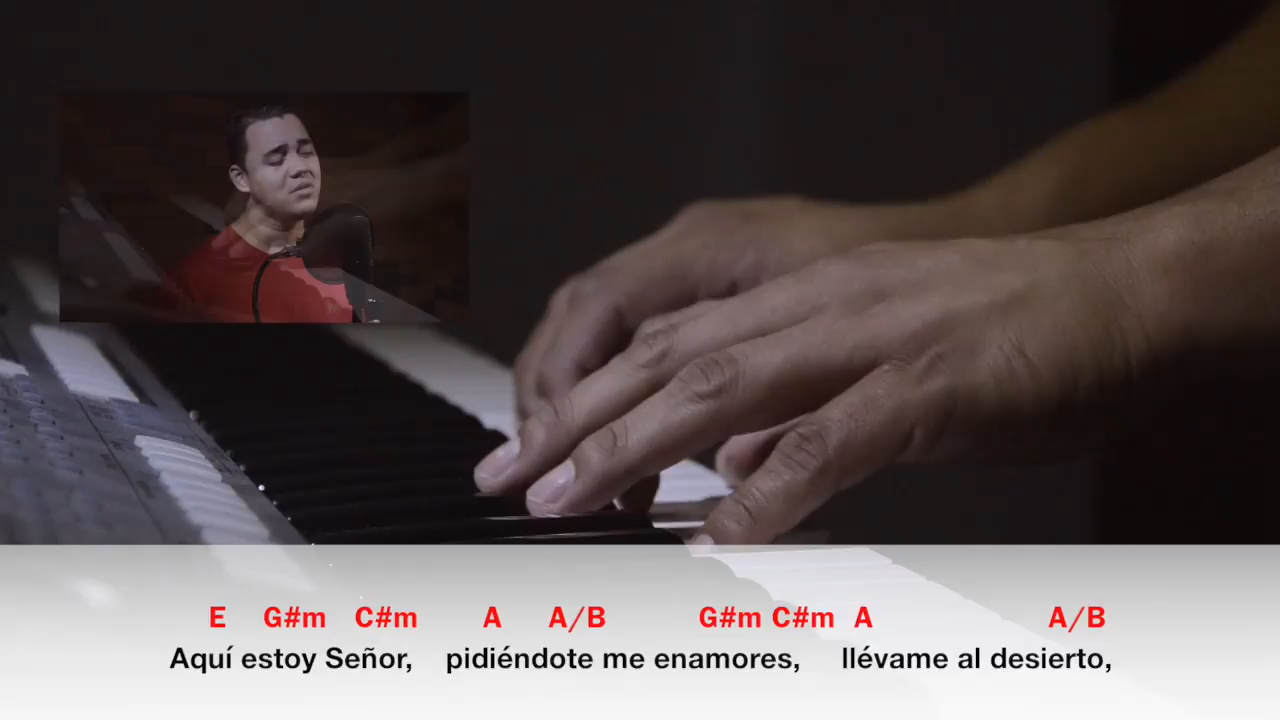 E G#m C#m A A/B G#m C#m A A/B
Aquí estoy Señor, pidiéndote me enamores, llévame al desierto,